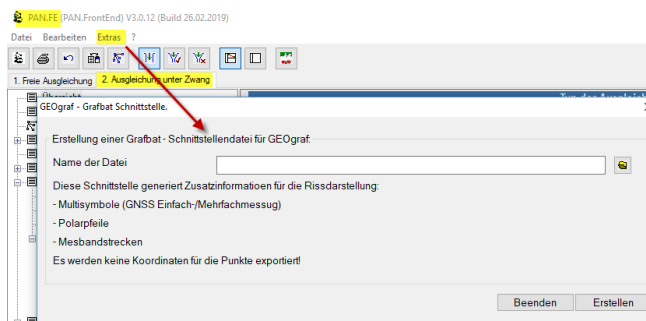 PAN.FE (PAN.FrontEnd) V3.0.12 (Build 26.02.2019)
Datei Bearbeiten Extras ?
1. Freie Ausgleichung 2. Ausgleichung unter Zwang
Übersicht
GEOgraf - Grafbat Schnittstelle.
Erstellung einer Grafbat - Schnittstellendatei für GEOgraf:
Name der Datei
Diese Schnittstelle generiert Zusatzinformatioen für die Rissdarstellung:
- Multisymbole (GNSS Einfach-/Mehrfachmessug)
- Polarpfeile
- Mesbandstrecken
Es werden keine Koordinaten für die Punkte exportiert!
Beenden Erstellen